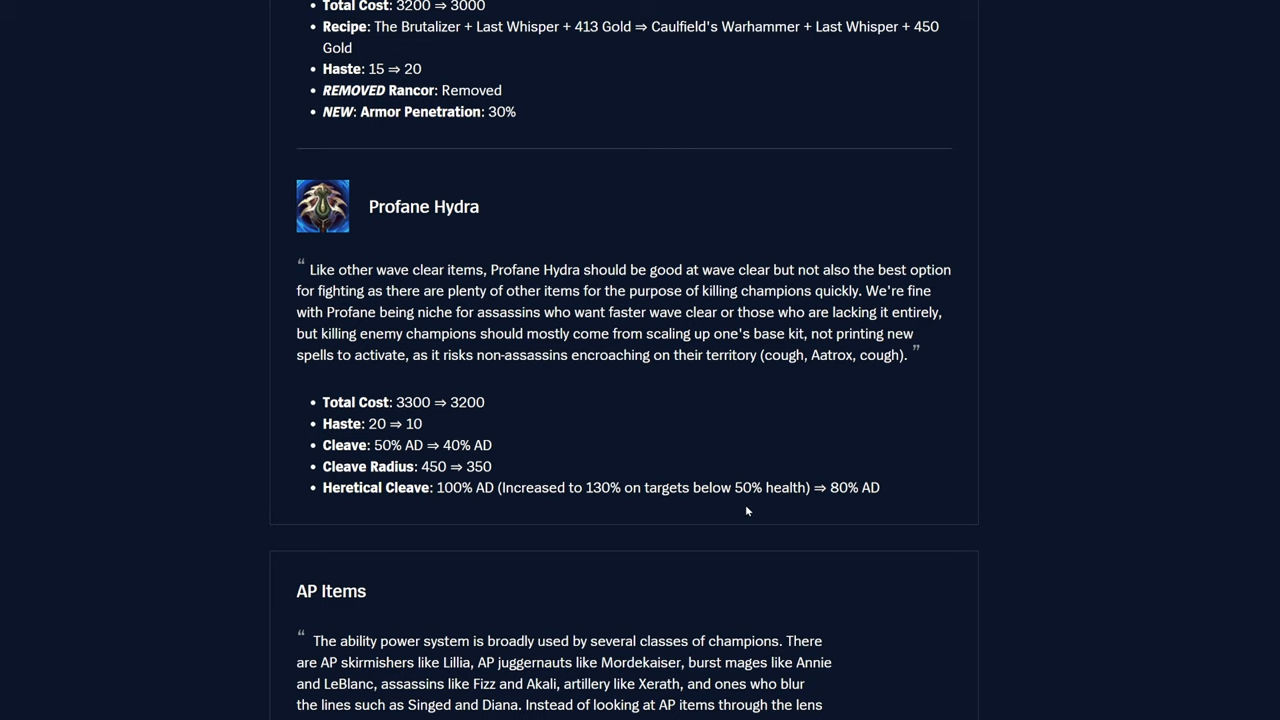 • Total Cost: 3200 ⇒ 3000
• Recipe: The Brutalizer + Last Whisper + 413 Gold ⇒ Caulfield's Warhammer + Last Whisper + 450
Gold
• Haste: 15 ⇒ 20
• REMOVED Rancor: Removed
• NEW: Armor Penetration: 30%
Profane Hydra
“ Like other wave clear items, Profane Hydra should be good at wave clear but not also the best option
for fighting as there are plenty of other items for the purpose of killing champions quickly. We're fine
with Profane being niche for assassins who want faster wave clear or those who are lacking it entirely,
but killing enemy champions should mostly come from scaling up one's base kit, not printing new
spells to activate, as it risks non-assassins encroaching on their territory (cough, Aatrox, cough). ”
• Total Cost: 3300 ⇒ 3200
• Haste: 20 ⇒ 10
• Cleave: 50% AD ⇒ 40% AD
• Cleave Radius: 450 ⇒ 350
• Heretical Cleave: 100% AD (Increased to 130% on targets below 50% health) ⇒ 80% AD
AP Items
“ The ability power system is broadly used by several classes of champions. There
are AP skirmishers like Lillia, AP juggernauts like Mordekaiser, burst mages like Annie
and LeBlanc, assassins like Fizz and Akali, artillery like Xerath, and ones who blur
the lines such as Singed and Diana. Instead of looking at AP items through the lens